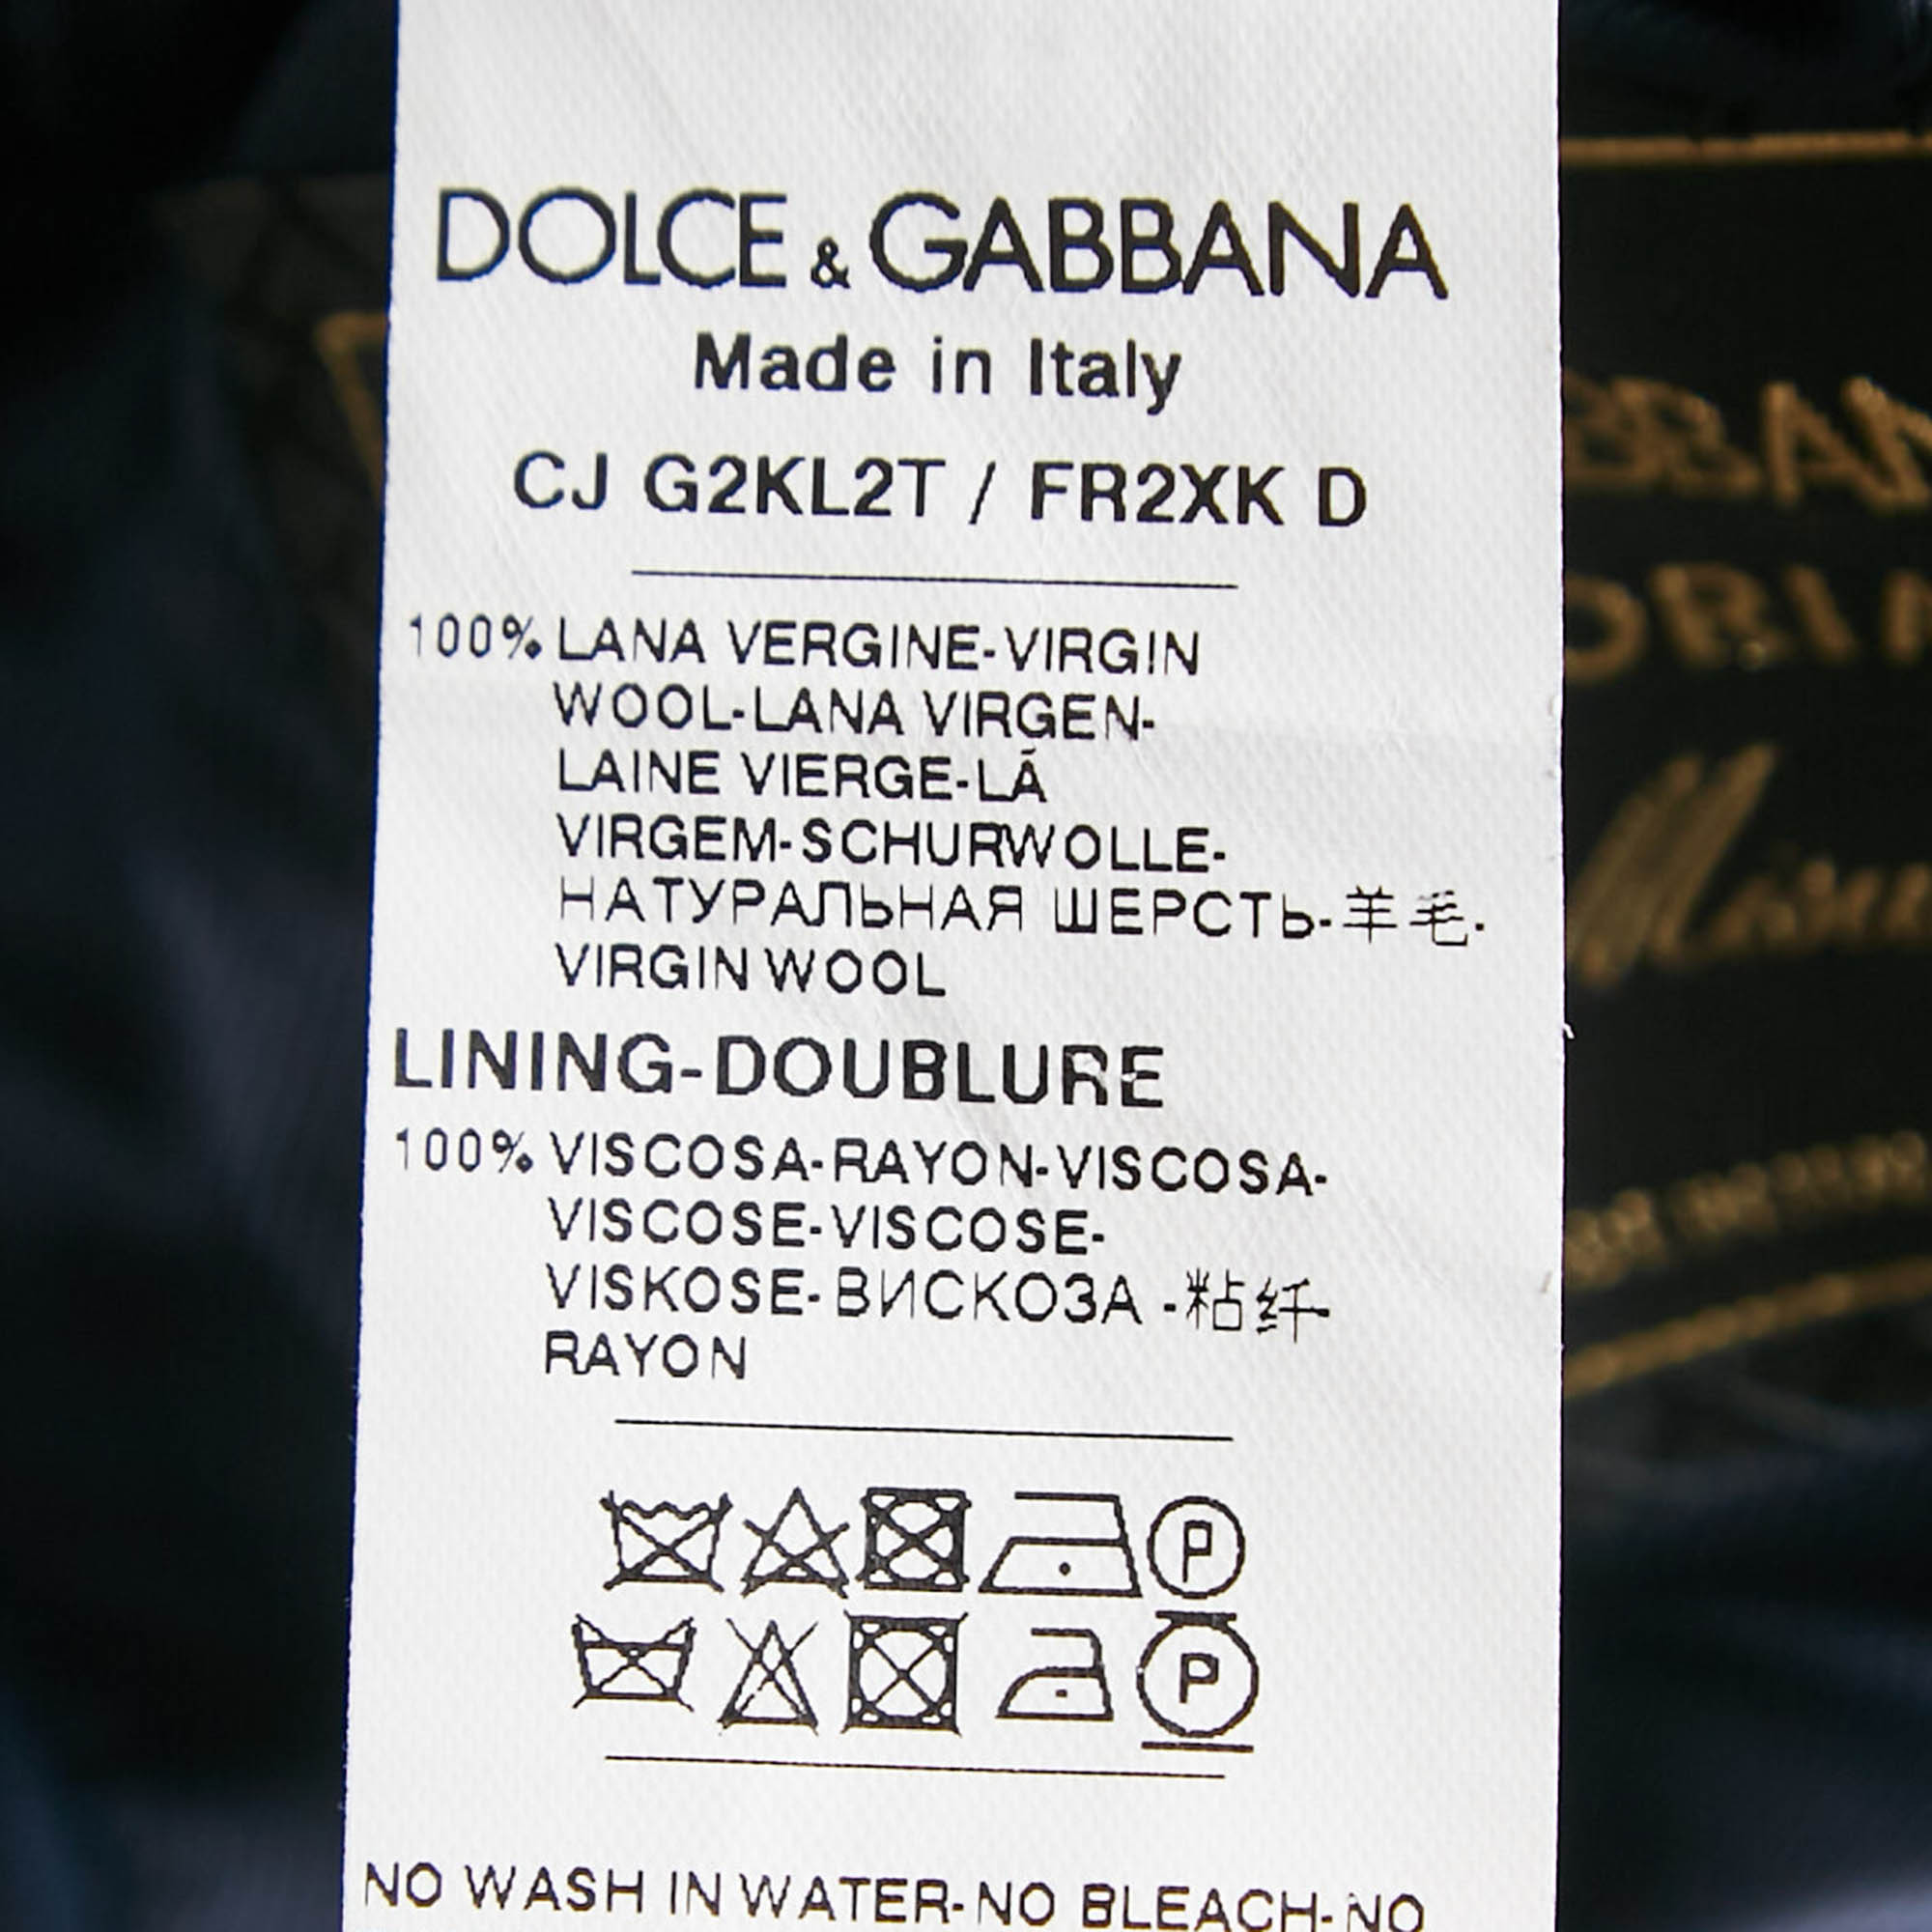 DOLCE & GABBANA
Made in Italy
CJ G2KL2T / FR2XK D
100% LANA VERGINE-VIRGIN
WOOL-LANA VIRGEN-
LAINE VIERGE-LÃ
VIRGEM-SCHURWOLLE-
НАТУРАЛЬНАЯ ШЕРСТЬ-羊毛-
VIRGIN WOOL
LINING-DOUBLURE
100% VISCOSA-RAYON-VISCOSA-
VISCOSE-VISCOSE-
VISKOSE-ВИСКОЗА -粘纤-
RAYON
P
P
NO WASH IN WATER-NO BLEACH-NO